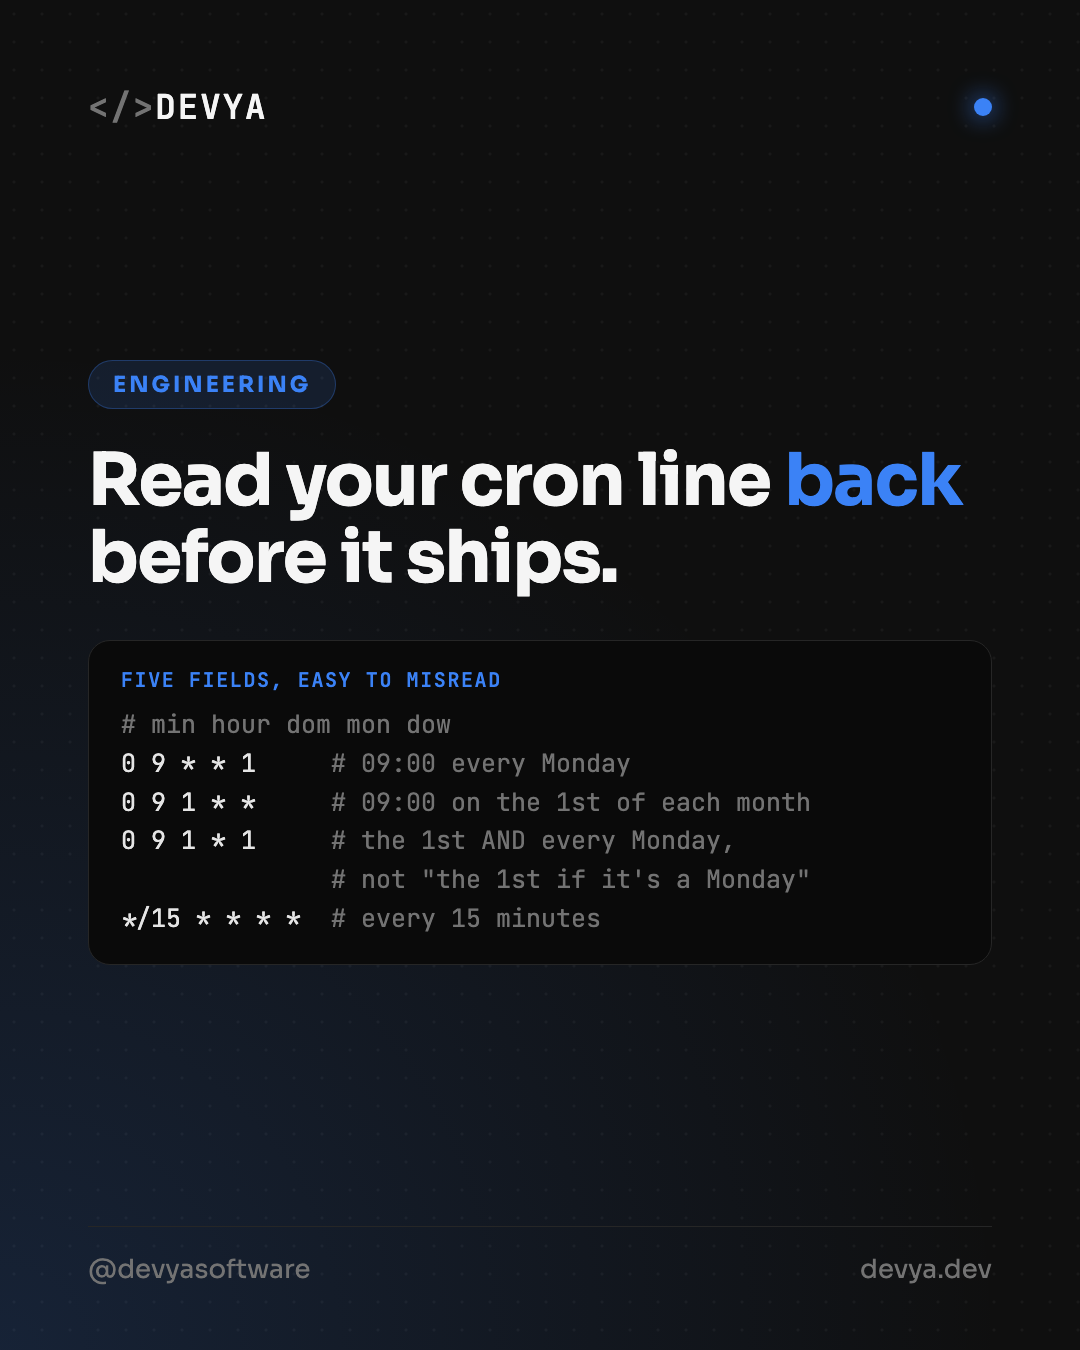 </>DEVYA
ENGINEERING
Read your cron line back
before it ships.
FIVE FIELDS, EASY TO MISREAD
# min hour dom mon dow
0 9 * * 1     # 09:00 every Monday
0 9 1 * *     # 09:00 on the 1st of each month
0 9 1 * 1     # the 1st AND every Monday,
              # not "the 1st if it's a Monday"
*/15 * * * *  # every 15 minutes
@devyasoftware
devya.dev